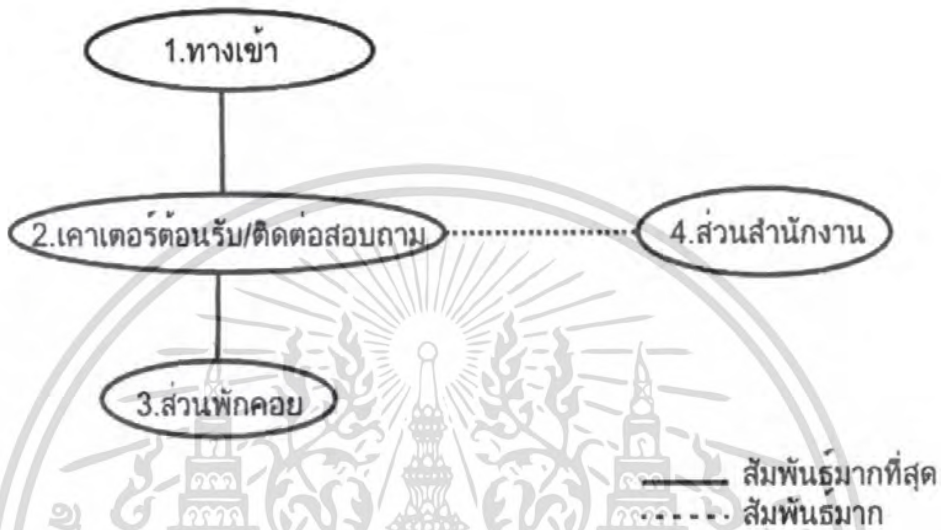 1.ทางเข้า
2.เคาเตอร์ต้อนรับ/ติดต่อสอบถาม
4.ส่วนสำนักงาน
3.ส่วนพักคอย
สัมพันธ์มากที่สุด
สัมพันธ์มาก